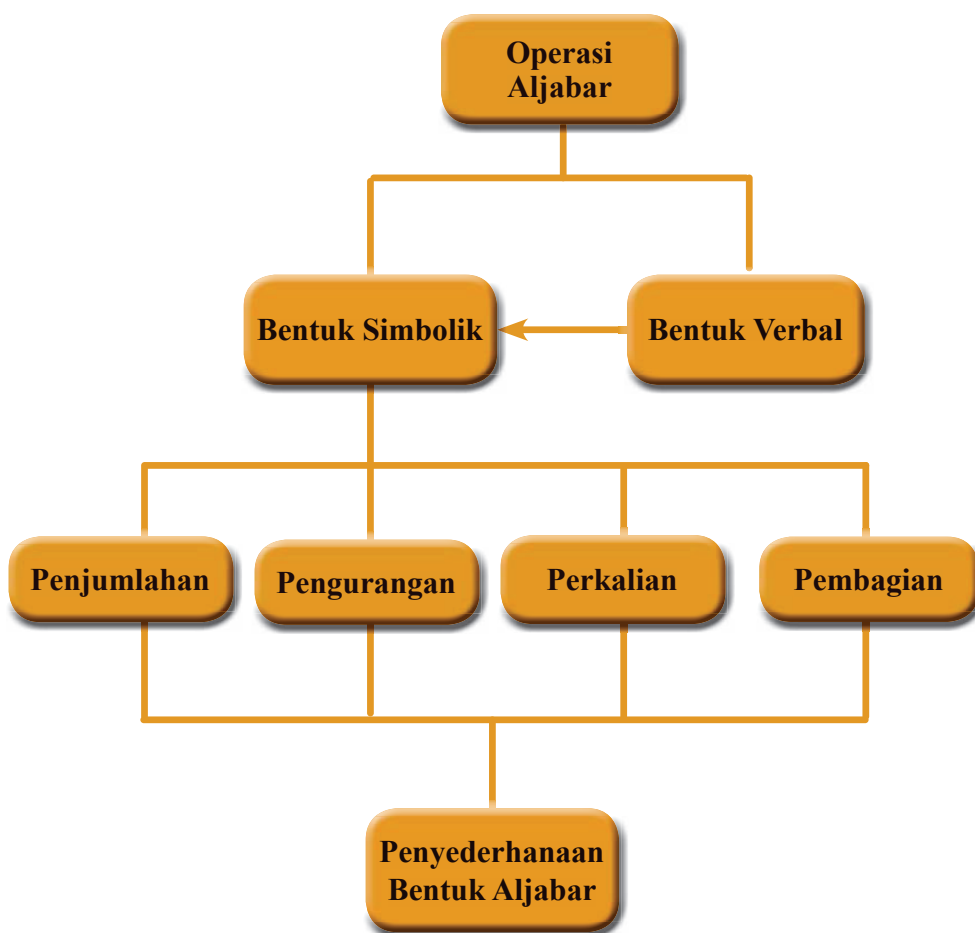 Operasi
Aljabar
Bentuk Simbolik
Bentuk Verbal
Penjumlahan
Pengurangan
Perkalian
Pembagian
Penyederhanaan
Bentuk Aljabar